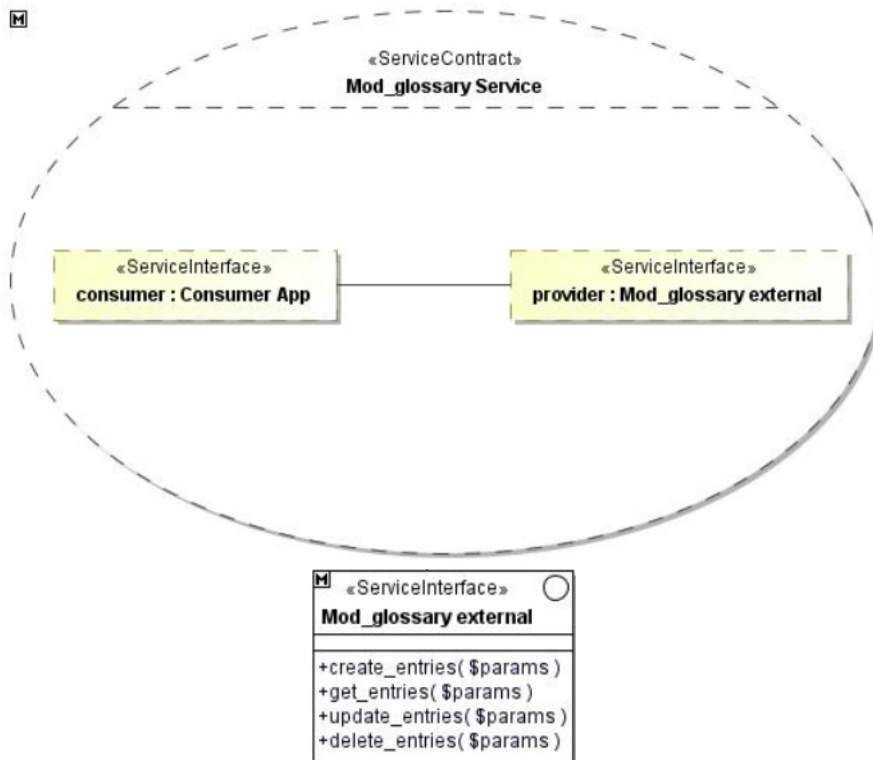 M
«ServiceContract»
Mod_glossary Service
«ServiceInterface»
consumer : Consumer App
«ServiceInterface»
provider : Mod_glossary external
M
«ServiceInterface»
Mod_glossary external
+create_entries( $params )
+get_entries( $params )
+update_entries( $params )
+delete_entries( $params )